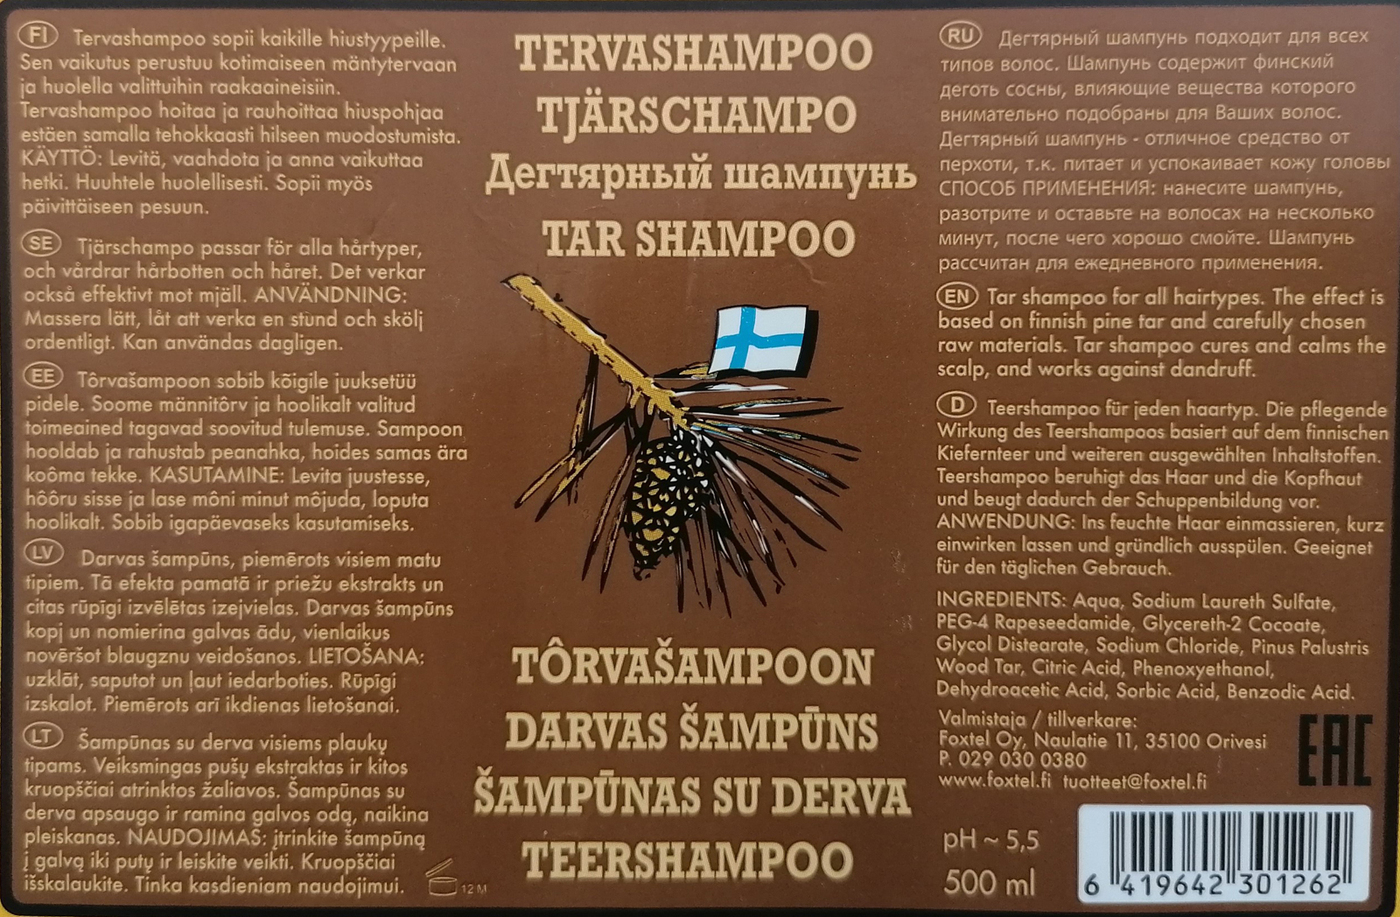 FI Tervashampoo sopii kaikille hiustyypeille.
Sen vaikutus perustuu kotimaiseen mäntytervaan
ja huolella valittuihin raakaaineisiin.
Tervashampoo hoitaa ja rauhoittaa hiuspohjaa
estäen samalla tehokkaasti hilseen muodostumista.
KÄYTTÖ: Levitä, vaahdota ja anna vaikuttaa
hetki. Huuhtele huolellisesti. Sopii myös
päivittäiseen pesuun.
SE Tjärschampo passar för alla hårtyper,
och vårdrar hårbotten och håret. Det verkar
också effektivt mot mjäll. ANVÄNDNING:
Massera lätt, låt att verka en stund och skölj
ordentligt. Kan användas dagligen.
EE Tôrvašampoon sobib kõigile juuksetüü
pidele. Soome männitôrv ja hoolikalt valitud
toimeained tagavad soovitud tulemuse. Sampoon
hooldab ja rahustab peanahka, hoides samas ära
koôma tekke. KASUTAMINE: Levita juustesse,
hôôru sisse ja lase môni minut môjuda, loputa
hoolikalt. Sobib igapäevaseks kasutamiseks.
LV Darvas šampūns, piemērots visiem matu
tipiem. Tā efekta pamatā ir priežu ekstrakts un
citas rūpīgi izvēlētas izejvielas. Darvas šampūns
kopj un nomierina galvas ādu, vienlaikus
novēršot blaugznu veidošanos. LIETOŠANA:
uzklāt, saputot un ļaut iedarboties. Rūpīgi
izskalot. Piemērots arī ikdienas lietošanai.
LT Šampūnas su derva visiems plaukų
tipams. Veiksmingas pušų ekstraktas ir kitos
kruopščiai atrinktos žaliavos. Šampūnas su
derva apsaugo ir ramina galvos odą, naikina
pleiskanas. NAUDOJIMAS: įtrinkite šampūną
į galvą iki putų ir leiskite veikti. Kruopščiai
išskalaukite. Tinka kasdieniam naudojimui.
12 M
TERVASHAMPOO
TJÄRSCHAMPO
Дегтярный шампунь
TAR SHAMPOO
TÔRVAŠAMPOON
DARVAS ŠAMPŪNS
ŠAMPŪNAS SU DERVA
TEERSHAMPOO
RU Дегтярный шампунь подходит для всех
типов волос. Шампунь содержит финский
деготь сосны, влияющие вещества которого
внимательно подобраны для Ваших волос.
Дегтярный шампунь - отличное средство от
перхоти, т.к. питает и успокаивает кожу головы
СПОСОБ ПРИМЕНЕНИЯ: нанесите шампунь,
разотрите и оставьте на волосах на несколько
минут, после чего хорошо смойте. Шампунь
рассчитан для ежедневного применения.
EN Tar shampoo for all hairtypes. The effect is
based on finnish pine tar and carefully chosen
raw materials. Tar shampoo cures and calms the
scalp, and works against dandruff.
D Teershampoo für jeden haartyp. Die pflegende
Wirkung des Teershampoos basiert auf dem finnischen
Kiefernteer und weiteren ausgewählten Inhaltstoffen.
Teershampoo beruhigt das Haar und die Kopfhaut
und beugt dadurch der Schuppenbildung vor.
ANWENDUNG: Ins feuchte Haar einmassieren, kurz
einwirken lassen und gründlich ausspülen. Geeignet
für den täglichen Gebrauch.
INGREDIENTS: Aqua, Sodium Laureth Sulfate,
PEG-4 Rapeseedamide, Glycereth-2 Cocoate,
Glycol Distearate, Sodium Chloride, Pinus Palustris
Wood Tar, Citric Acid, Phenoxyethanol,
Dehydroacetic Acid, Sorbic Acid, Benzodic Acid.
Valmistaja / tillverkare:
Foxtel Oy, Naulatie 11, 35100 Orivesi
P. 029 030 0380
www.foxtel.fi tuotteet@foxtel.fi
EAC
pH ~ 5,5
500 ml
6 419642 301262